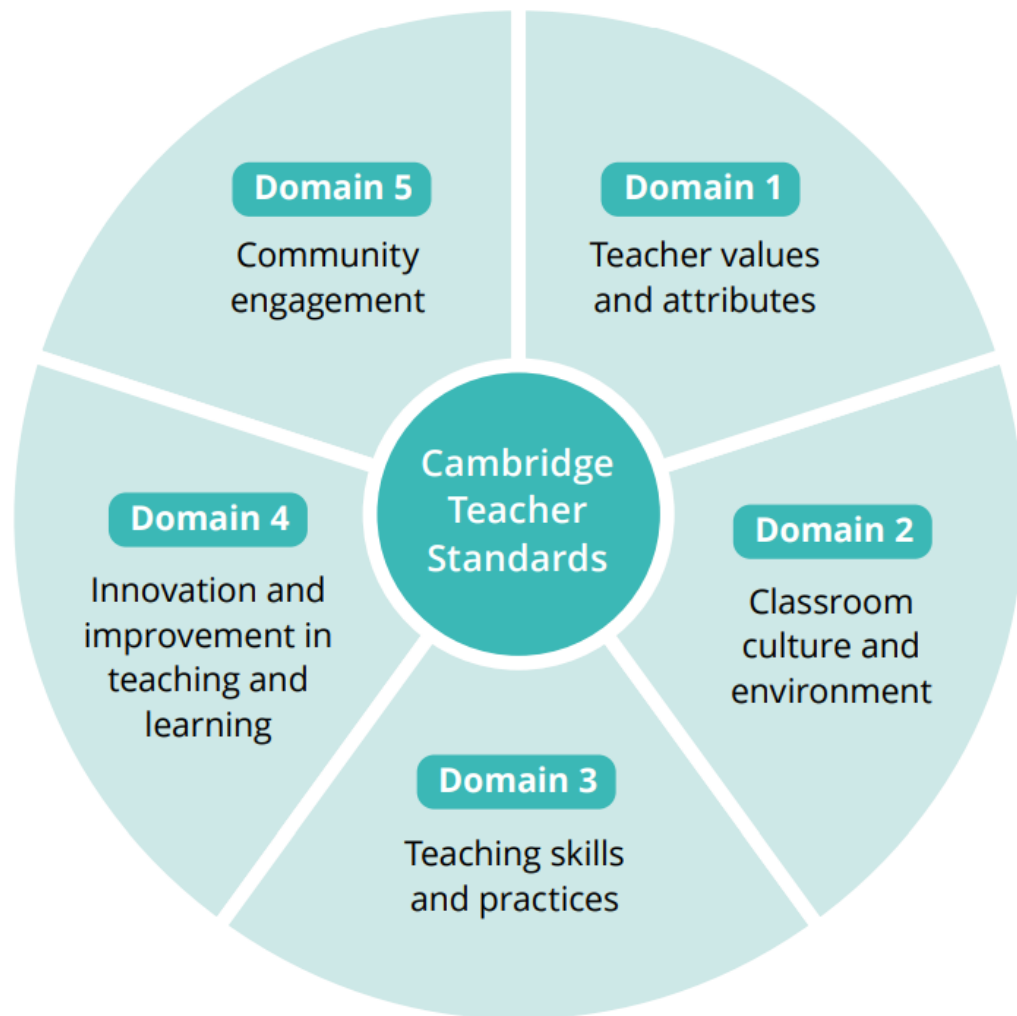 Cambridge
Teacher
Standards
Domain 1
Teacher values
and attributes
Domain 2
Classroom
culture and
environment
Domain 3
Teaching skills
and practices
Domain 4
Innovation and
improvement in
teaching and
learning
Domain 5
Community
engagement